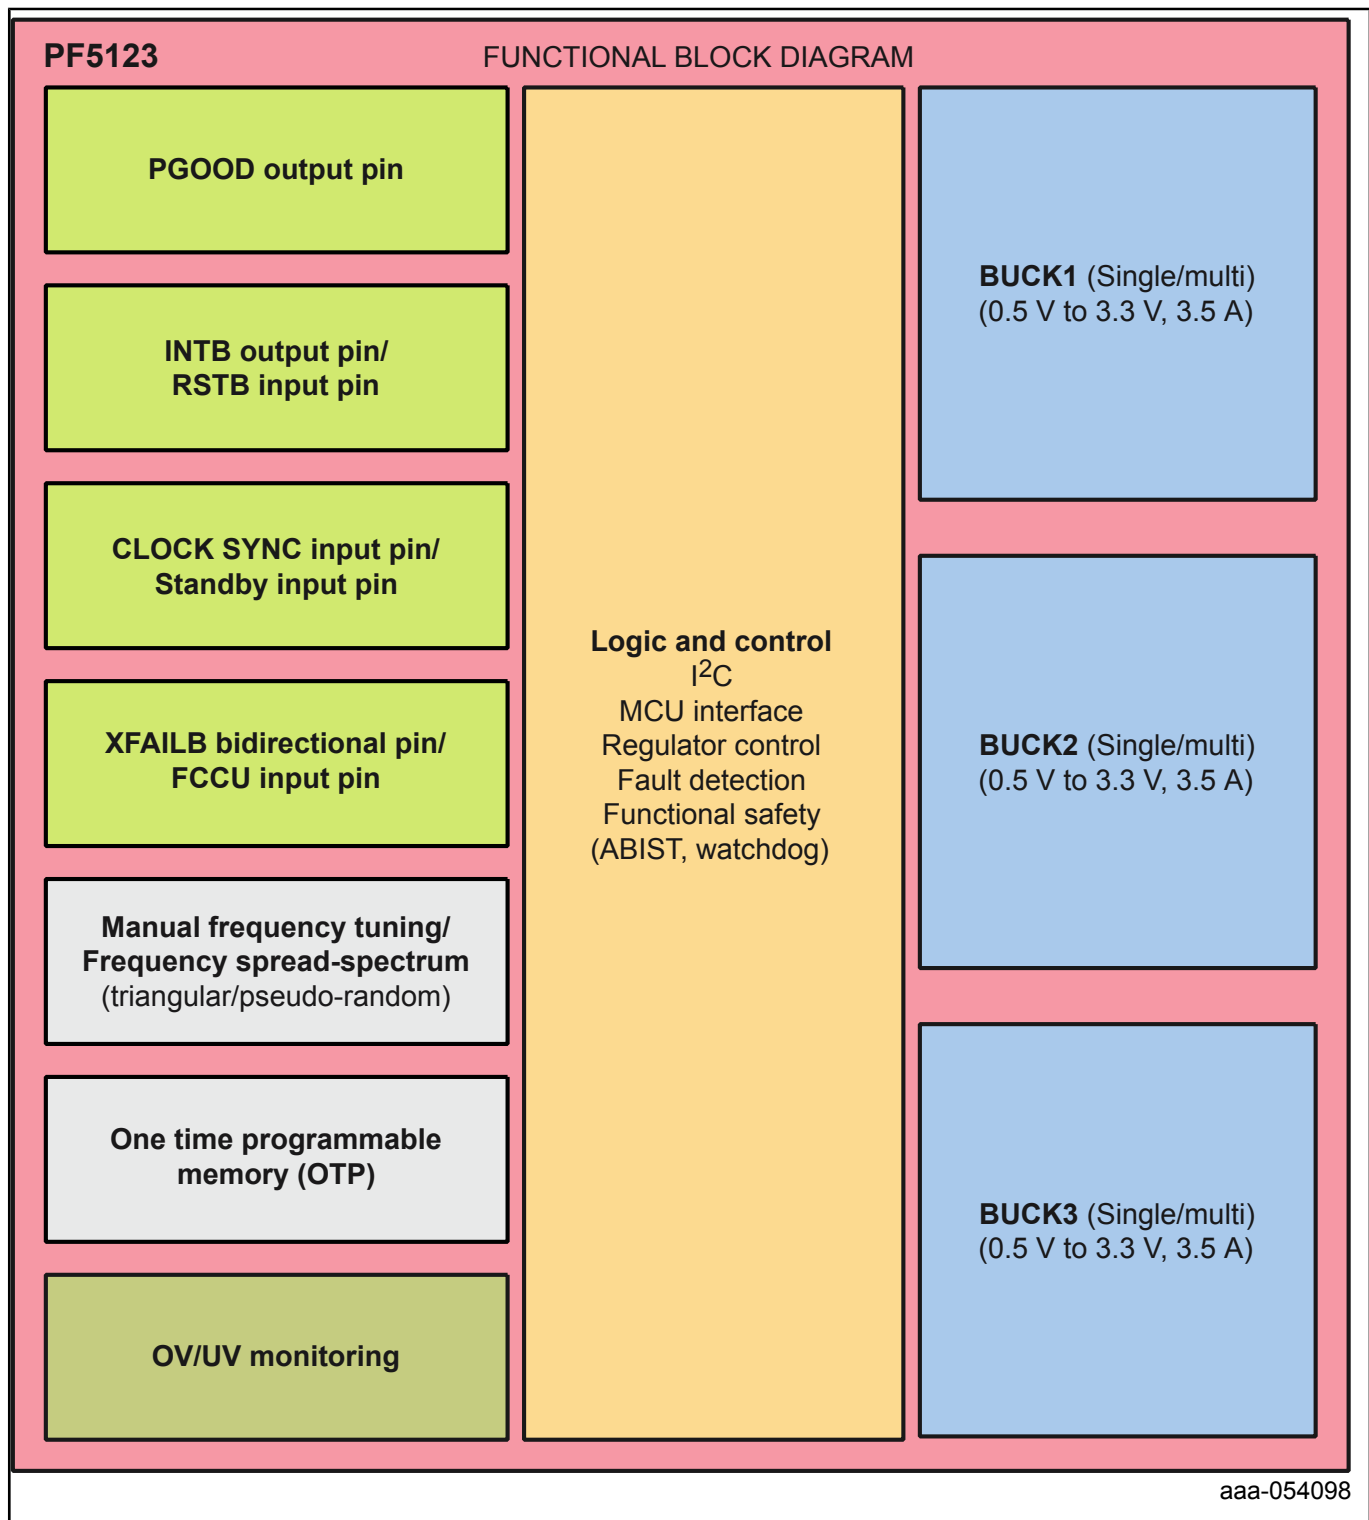 PF5123
FUNCTIONAL BLOCK DIAGRAM
PGOOD output pin
INTB output pin/
RSTB input pin
CLOCK SYNC input pin/
Standby input pin
XFAILB bidirectional pin/
FCCU input pin
Manual frequency tuning/
Frequency spread-spectrum
(triangular/pseudo-random)
One time programmable
memory (OTP)
OV/UV monitoring
Logic and control
I²C
MCU interface
Regulator control
Fault detection
Functional safety
(ABIST, watchdog)
BUCK1 (Single/multi)
(0.5 V to 3.3 V, 3.5 A)
BUCK2 (Single/multi)
(0.5 V to 3.3 V, 3.5 A)
BUCK3 (Single/multi)
(0.5 V to 3.3 V, 3.5 A)
aaa-054098